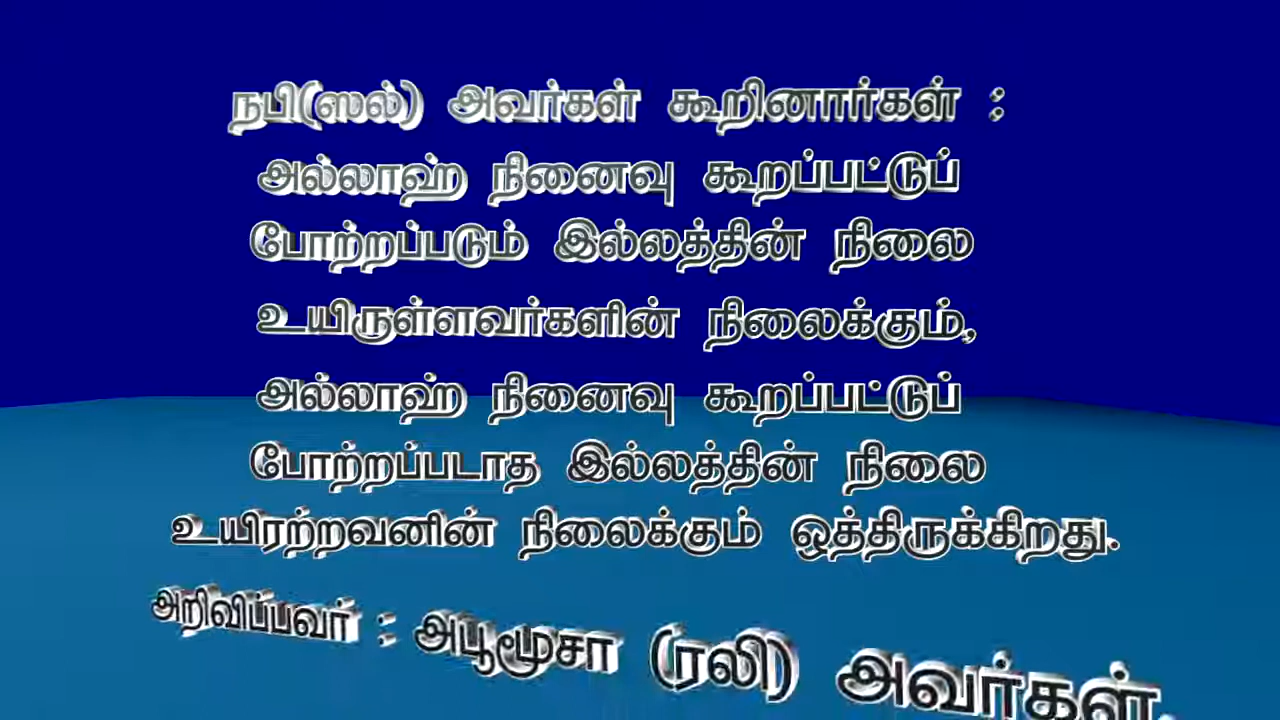 நபி(ஸல்) அவர்கள் கூறினார்கள் :
அல்லாஹ் நினைவு கூறப்பட்டுப்
போற்றப்படும் இல்லத்தின் நிலை
உயிருள்ளவர்களின் நிலைக்கும்,
அல்லாஹ் நினைவு கூறப்பட்டுப்
போற்றப்படாத இல்லத்தின் நிலை
உயிரற்றவனின் நிலைக்கும் ஒத்திருக்கிறது.
அறிவிப்பவர் : அபூமூசா (ரலி) அவர்கள்.